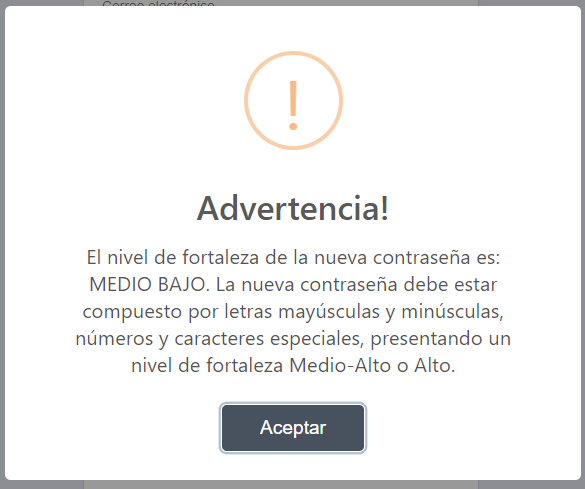 Correo electrónico
!
Advertencia!
El nivel de fortaleza de la nueva contraseña es:
MEDIO BAJO. La nueva contraseña debe estar
compuesto por letras mayúsculas y minúsculas,
números y caracteres especiales, presentando un
nivel de fortaleza Medio-Alto o Alto.
Aceptar